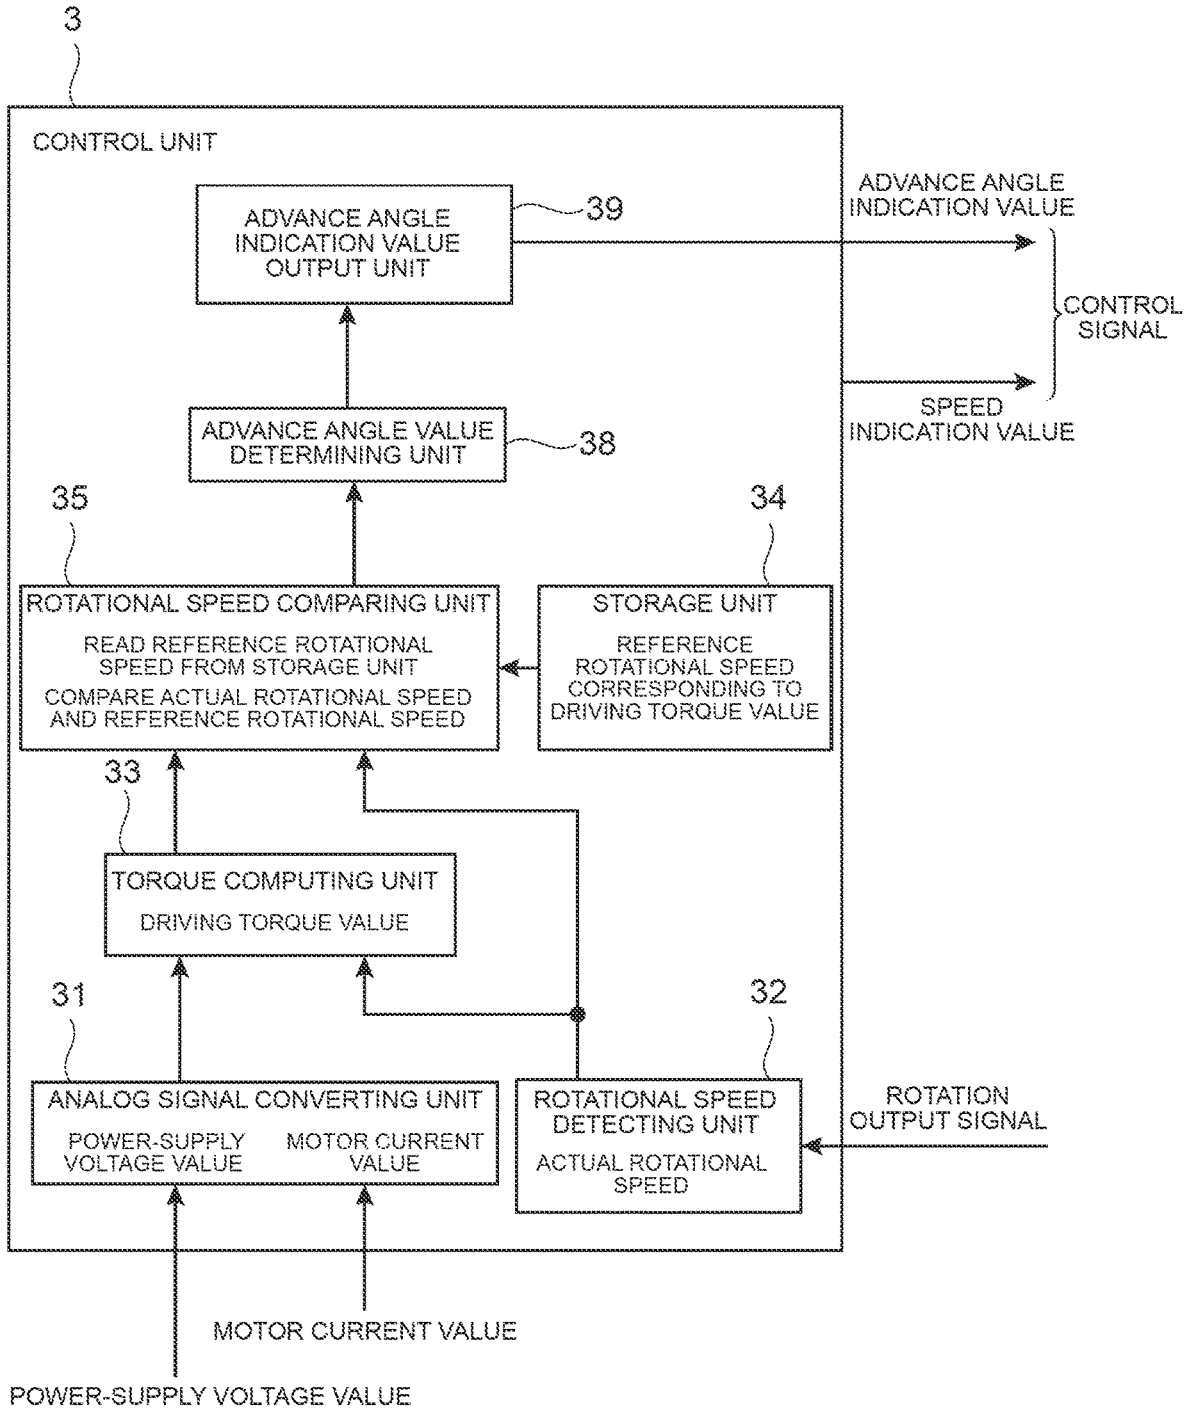 3
CONTROL UNIT
ADVANCE ANGLE
INDICATION VALUE
OUTPUT UNIT
39
ADVANCE ANGLE
INDICATION VALUE
CONTROL
SIGNAL
SPEED
INDICATION VALUE
ADVANCE ANGLE VALUE
DETERMINING UNIT
38
35
ROTATIONAL SPEED COMPARING UNIT
READ REFERENCE ROTATIONAL
SPEED FROM STORAGE UNIT
COMPARE ACTUAL ROTATIONAL SPEED
AND REFERENCE ROTATIONAL SPEED
34
STORAGE UNIT
REFERENCE
ROTATIONAL SPEED
CORRESPONDING TO
DRIVING TORQUE VALUE
33
TORQUE COMPUTING UNIT
DRIVING TORQUE VALUE
31
ANALOG SIGNAL CONVERTING UNIT
POWER-SUPPLY
VOLTAGE VALUE
MOTOR CURRENT
VALUE
32
ROTATIONAL SPEED
DETECTING UNIT
ACTUAL ROTATIONAL
SPEED
ROTATION
OUTPUT SIGNAL
MOTOR CURRENT VALUE
POWER-SUPPLY VOLTAGE VALUE